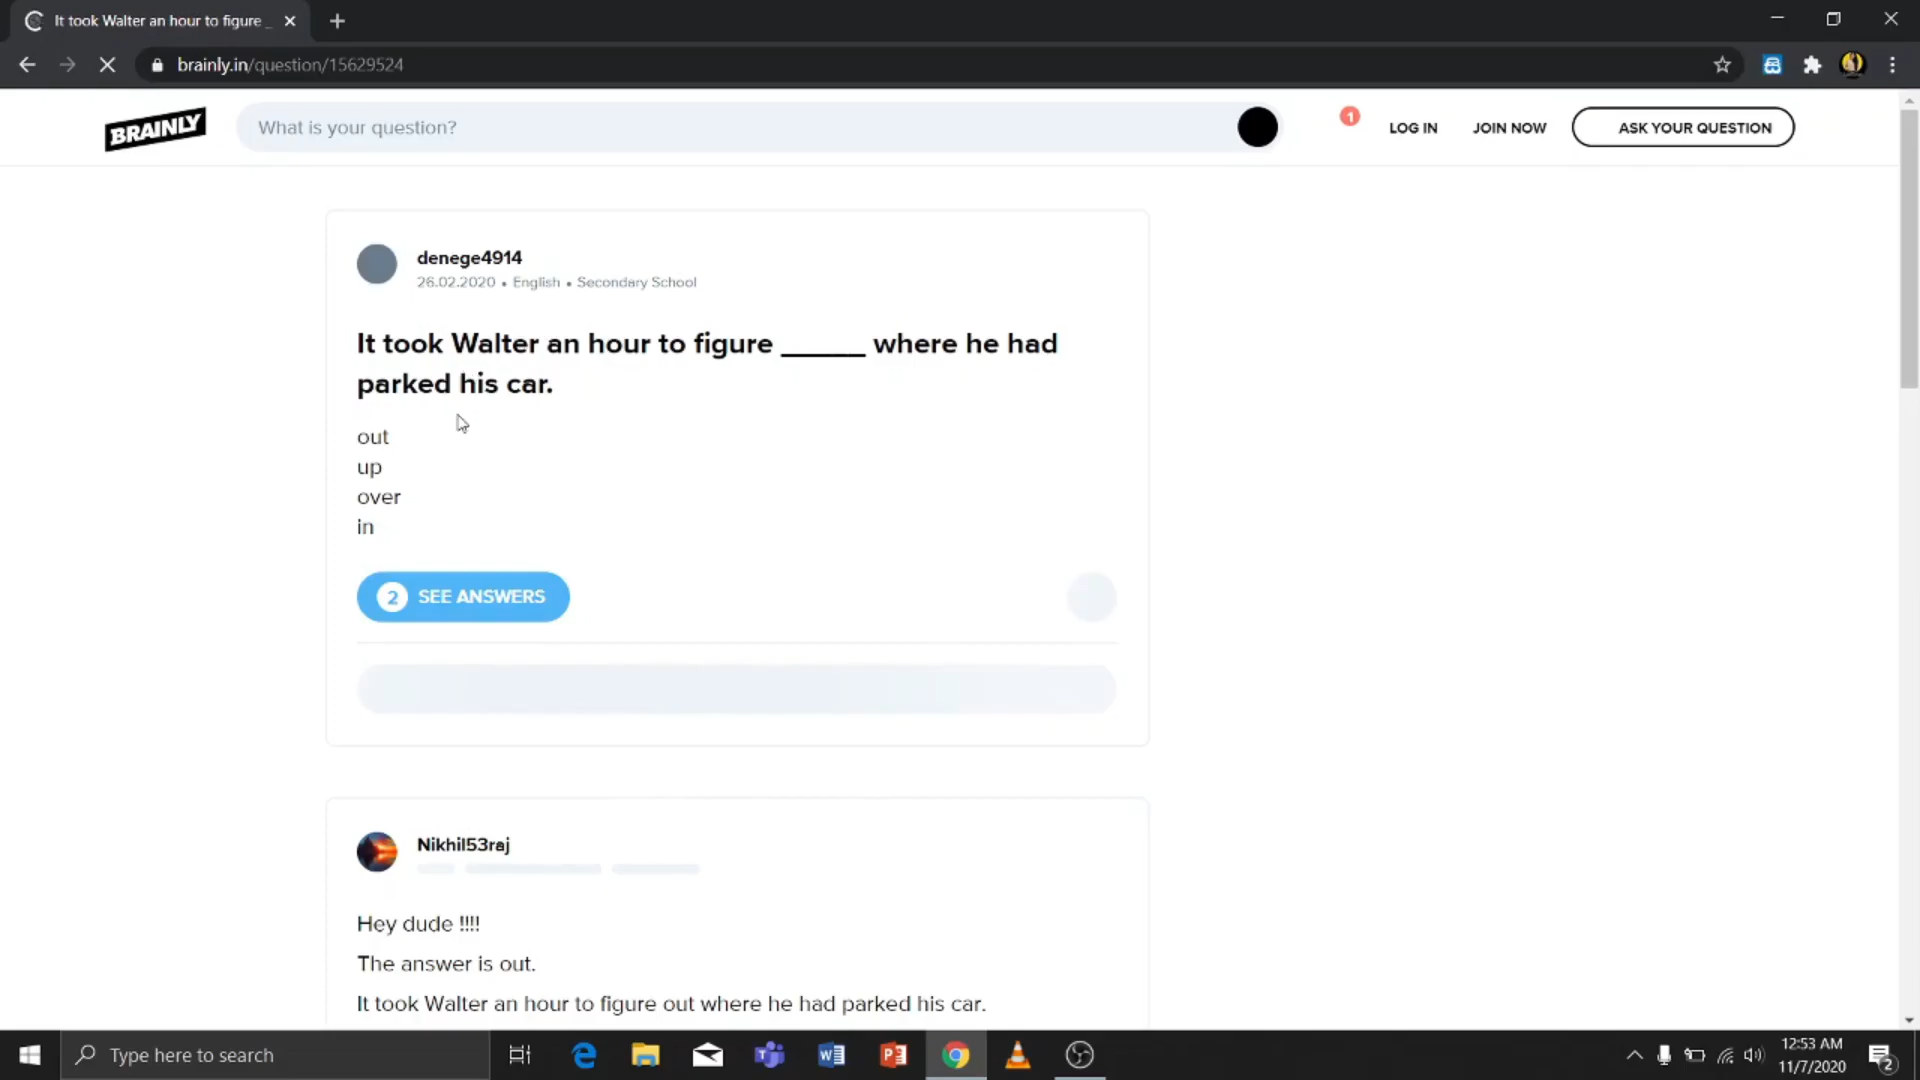 It took Walter an hour to figure _
brainly.in/question/15629524
BRAINLY
What is your question?
1
LOG IN
JOIN NOW
ASK YOUR QUESTION
denege4914
26.02.2020 • English • Secondary School
It took Walter an hour to figure ______ where he had
parked his car.
out
up
over
in
2 SEE ANSWERS
Nikhil53raj
Hey dude !!!!
The answer is out.
It took Walter an hour to figure out where he had parked his car.
Type here to search
12:53 AM
11/7/2020
2